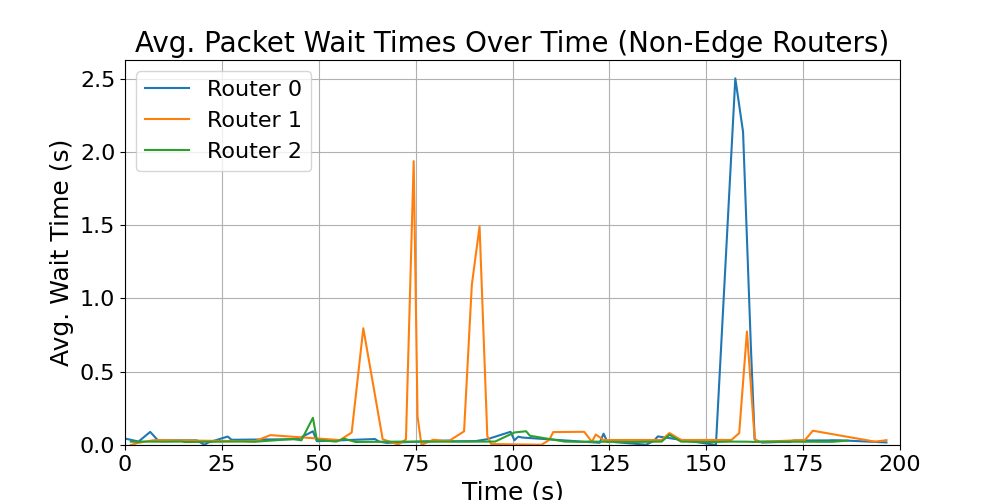 Avg. Packet Wait Times Over Time (Non-Edge Routers)
Avg. Wait Time (s)
2.5
2.0
1.5
1.0
0.5
0.0
Router 0
Router 1
Router 2
0 25 50 75 100 125 150 175 200
Time (s)